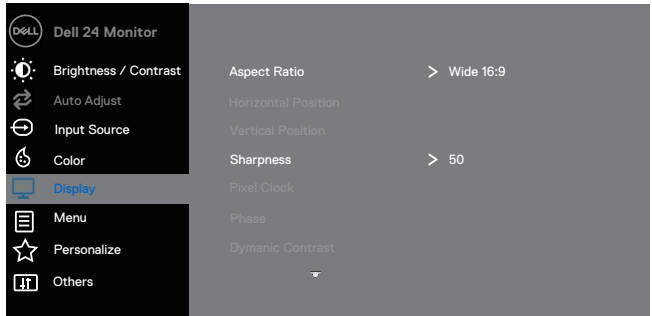 DELL
Dell 24 Monitor
Brightness / Contrast
Auto Adjust
Input Source
Color
Display
Menu
Personalize
Others
Aspect Ratio > Wide 16:9
Horizontal Position
Vertical Position
Sharpness > 50
Pixel Clock
Phase
Dymanic Contrast